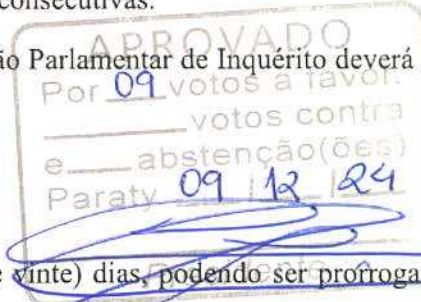 consecutivas.
APROVADO
ão Parlamentar de Inquérito deverá
Por 09 votos a favor.
votos contra
e abstenção(ões)
Paraty 09 / 12 / 24
e vinte) dias, podendo ser prorroga